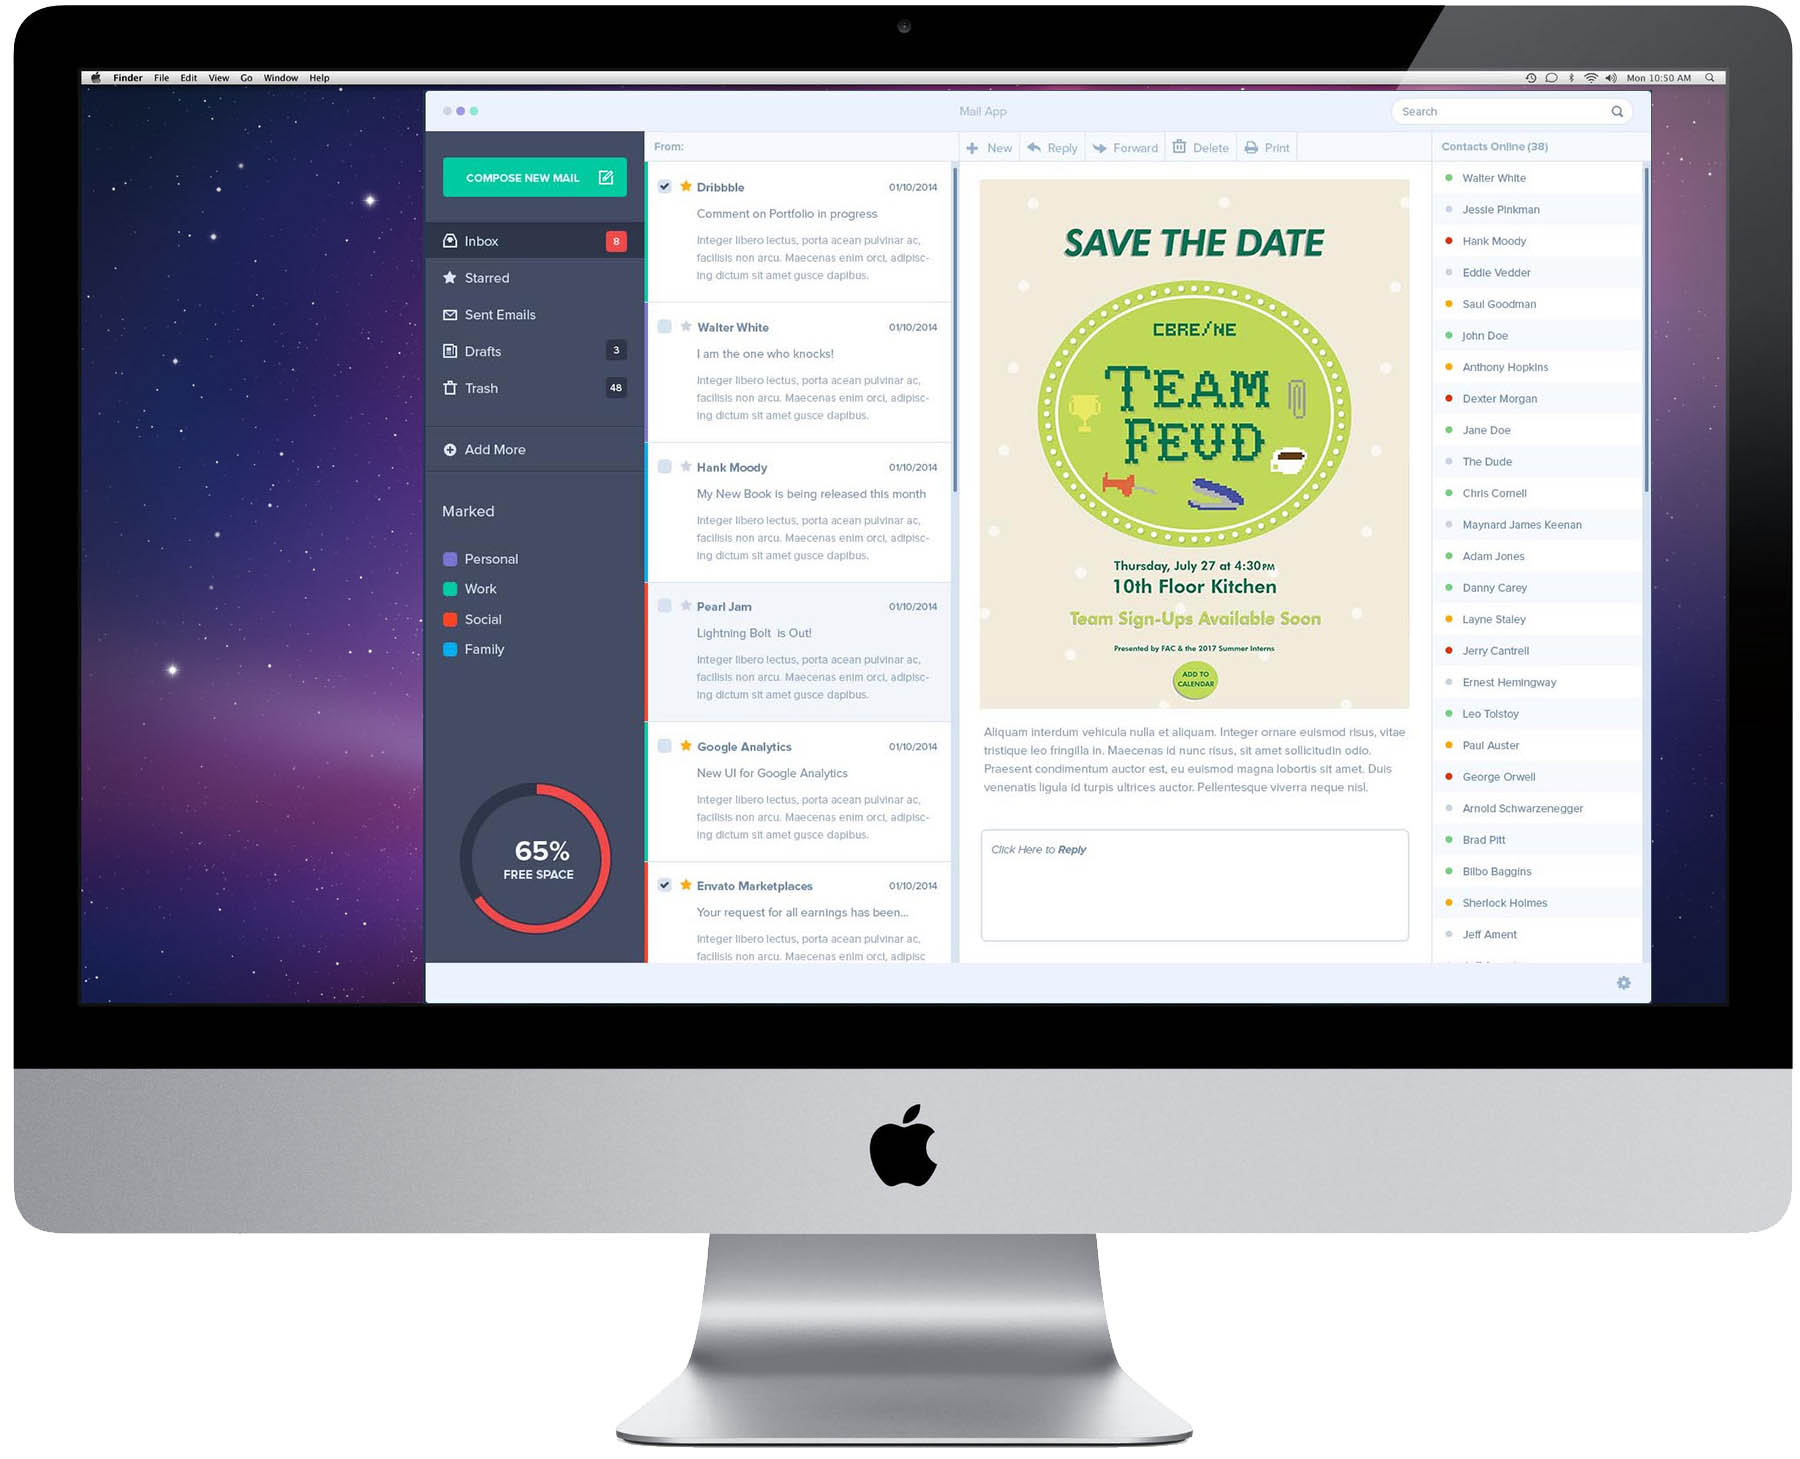 Finder File Edit View Go Window Help
Mon 10:50 AM
Mail App
Search
COMPOSE NEW MAIL
Inbox 8
Starred
Sent Emails
Drafts 3
Trash 48
Add More
Marked
Personal
Work
Social
Family
65%
FREE SPACE
From:
Dribbble 01/10/2014
Comment on Portfolio in progress
Integer libero lectus, porta acean pulvinar ac,
facilisis non arcu. Maecenas enim orci, adipisc-
ing dictum sit amet gusce dapibus.
Walter White 01/10/2014
I am the one who knocks!
Integer libero lectus, porta acean pulvinar ac,
facilisis non arcu. Maecenas enim orci, adipisc-
ing dictum sit amet gusce dapibus.
Hank Moody 01/10/2014
My New Book is being released this month
Integer libero lectus, porta acean pulvinar ac,
facilisis non arcu. Maecenas enim orci, adipisc-
ing dictum sit amet gusce dapibus.
Pearl Jam 01/10/2014
Lightning Bolt is Out!
Integer libero lectus, porta acean pulvinar ac,
facilisis non arcu. Maecenas enim orci, adipisc-
ing dictum sit amet gusce dapibus.
Google Analytics 01/10/2014
New UI for Google Analytics
Integer libero lectus, porta acean pulvinar ac,
facilisis non arcu. Maecenas enim orci, adipisc-
ing dictum sit amet gusce dapibus.
Envato Marketplaces 01/10/2014
Your request for all earnings has been...
Integer libero lectus, porta acean pulvinar ac,
facilisis non arcu. Maecenas enim orci, adipisc
New Reply Forward Delete Print
SAVE THE DATE
CBRE/NE
TEAM
FEUD
Thursday, July 27 at 4:30PM
10th Floor Kitchen
Team Sign-Ups Available Soon
Presented by FAC & the 2017 Summer Interns
ADD TO
CALENDAR
Aliquam interdum vehicula nulla et aliquam. Integer ornare euismod risus, vitae
tristique leo fringilla in. Maecenas id nunc risus, sit amet sollicitudin odio.
Praesent condimentum auctor est, eu euismod magna lobortis sit amet. Duis
venenatis ligula id turpis ultrices auctor. Pellentesque viverra neque nisl.
Click Here to Reply
Contacts Online (38)
Walter White
Jessie Pinkman
Hank Moody
Eddie Vedder
Saul Goodman
John Doe
Anthony Hopkins
Dexter Morgan
Jane Doe
The Dude
Chris Cornell
Maynard James Keenan
Adam Jones
Danny Carey
Layne Staley
Jerry Cantrell
Ernest Hemingway
Leo Tolstoy
Paul Auster
George Orwell
Arnold Schwarzenegger
Brad Pitt
Bilbo Baggins
Sherlock Holmes
Jeff Ament